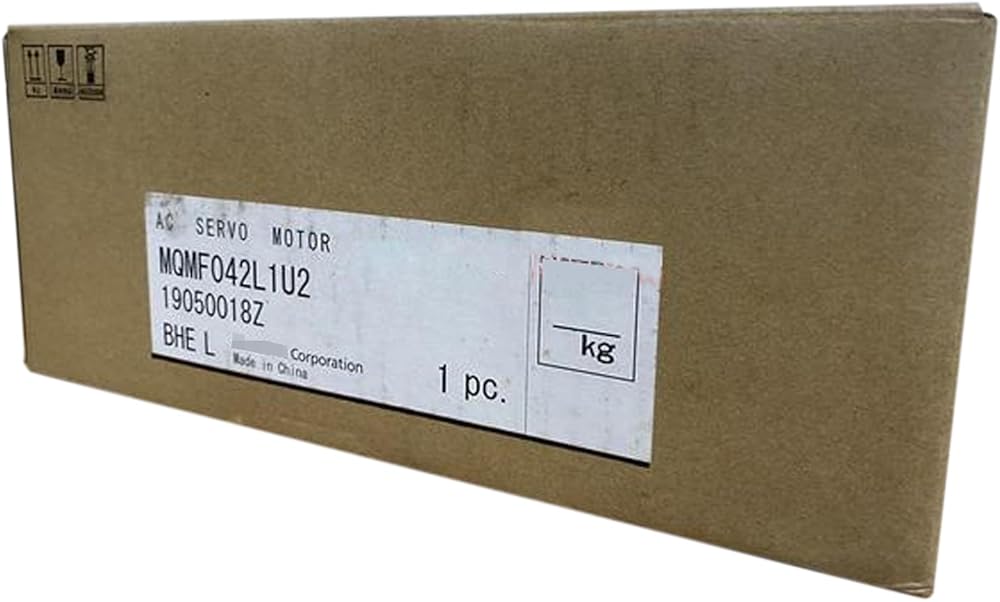 AC SERVO MOTOR
MQMF042L1U2
19050018Z
BHE L
Corporation
Made in China
1 pc.
kg